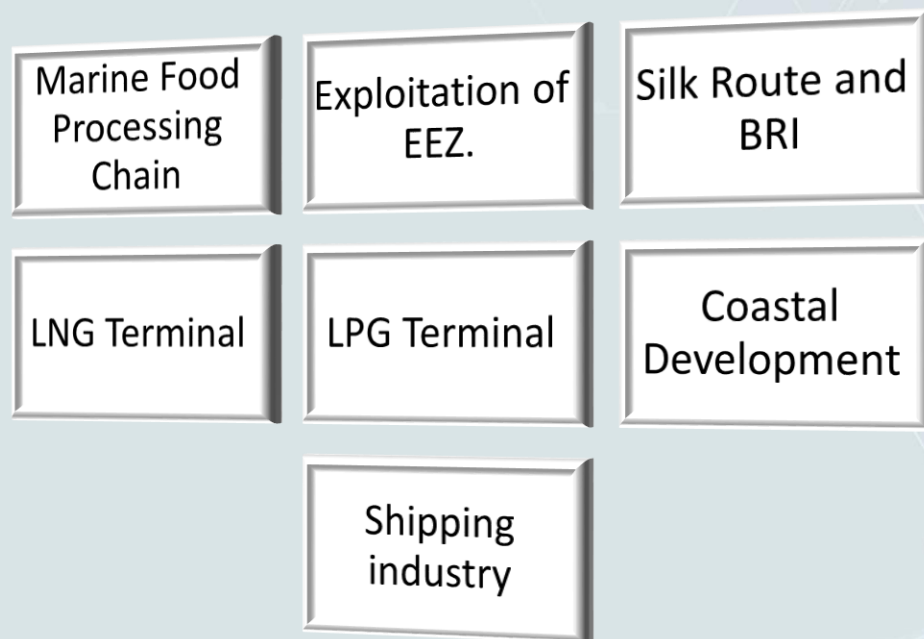 Marine Food
Processing
Chain
Exploitation of
EEZ.
Silk Route and
BRI
LNG Terminal
LPG Terminal
Coastal
Development
Shipping
industry